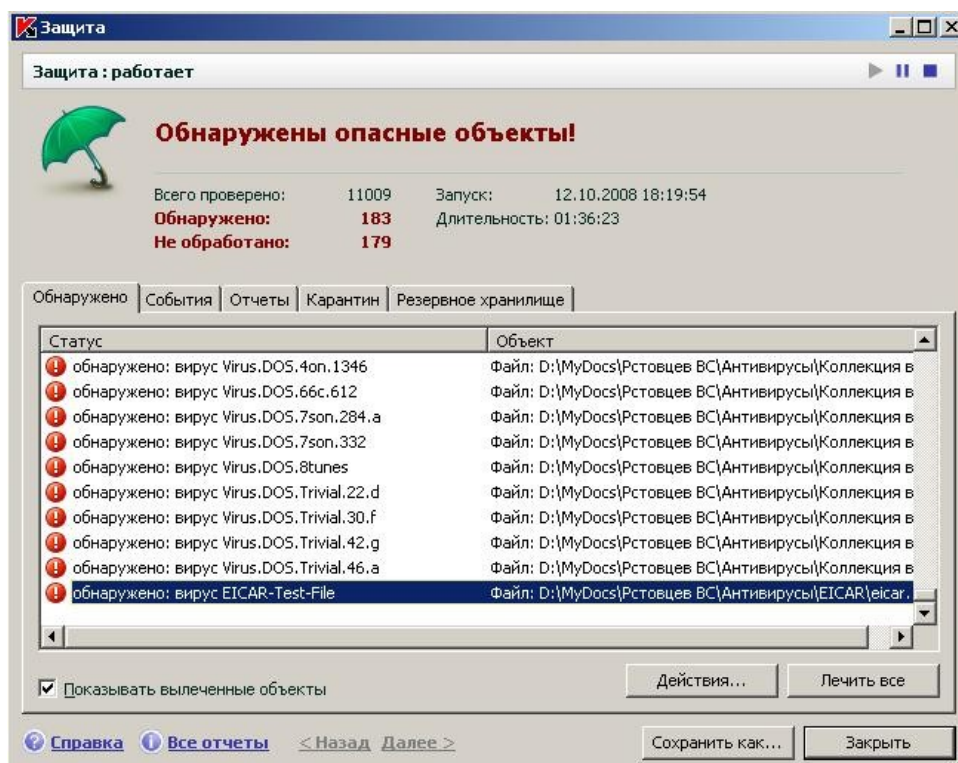 Защита
Защита : работает
Обнаружены опасные объекты!
Всего проверено: 11009 Запуск: 12.10.2008 18:19:54
Обнаружено: 183 Длительность: 01:36:23
Не обработано: 179
Обнаружено События Отчеты Карантин Резервное хранилище
Статус Объект
обнаружено: вирус Virus.DOS.4on.1346 Файл: D:\MyDocs\Рстовцев ВС\Антивирусы\Коллекция в
обнаружено: вирус Virus.DOS.66c.612 Файл: D:\MyDocs\Рстовцев ВС\Антивирусы\Коллекция в
обнаружено: вирус Virus.DOS.7son.284.a Файл: D:\MyDocs\Рстовцев ВС\Антивирусы\Коллекция в
обнаружено: вирус Virus.DOS.7son.332 Файл: D:\MyDocs\Рстовцев ВС\Антивирусы\Коллекция в
обнаружено: вирус Virus.DOS.8tunes Файл: D:\MyDocs\Рстовцев ВС\Антивирусы\Коллекция в
обнаружено: вирус Virus.DOS.Trivial.22.d Файл: D:\MyDocs\Рстовцев ВС\Антивирусы\Коллекция в
обнаружено: вирус Virus.DOS.Trivial.30.f Файл: D:\MyDocs\Рстовцев ВС\Антивирусы\Коллекция в
обнаружено: вирус Virus.DOS.Trivial.42.g Файл: D:\MyDocs\Рстовцев ВС\Антивирусы\Коллекция в
обнаружено: вирус Virus.DOS.Trivial.46.a Файл: D:\MyDocs\Рстовцев ВС\Антивирусы\Коллекция в
обнаружено: вирус EICAR-Test-File Файл: D:\MyDocs\Рстовцев ВС\Антивирусы\EICAR\eicar.
Показывать вылеченные объекты Действия... Лечить все
Справка Все отчеты < Назад Далее > Сохранить как... Закрыть